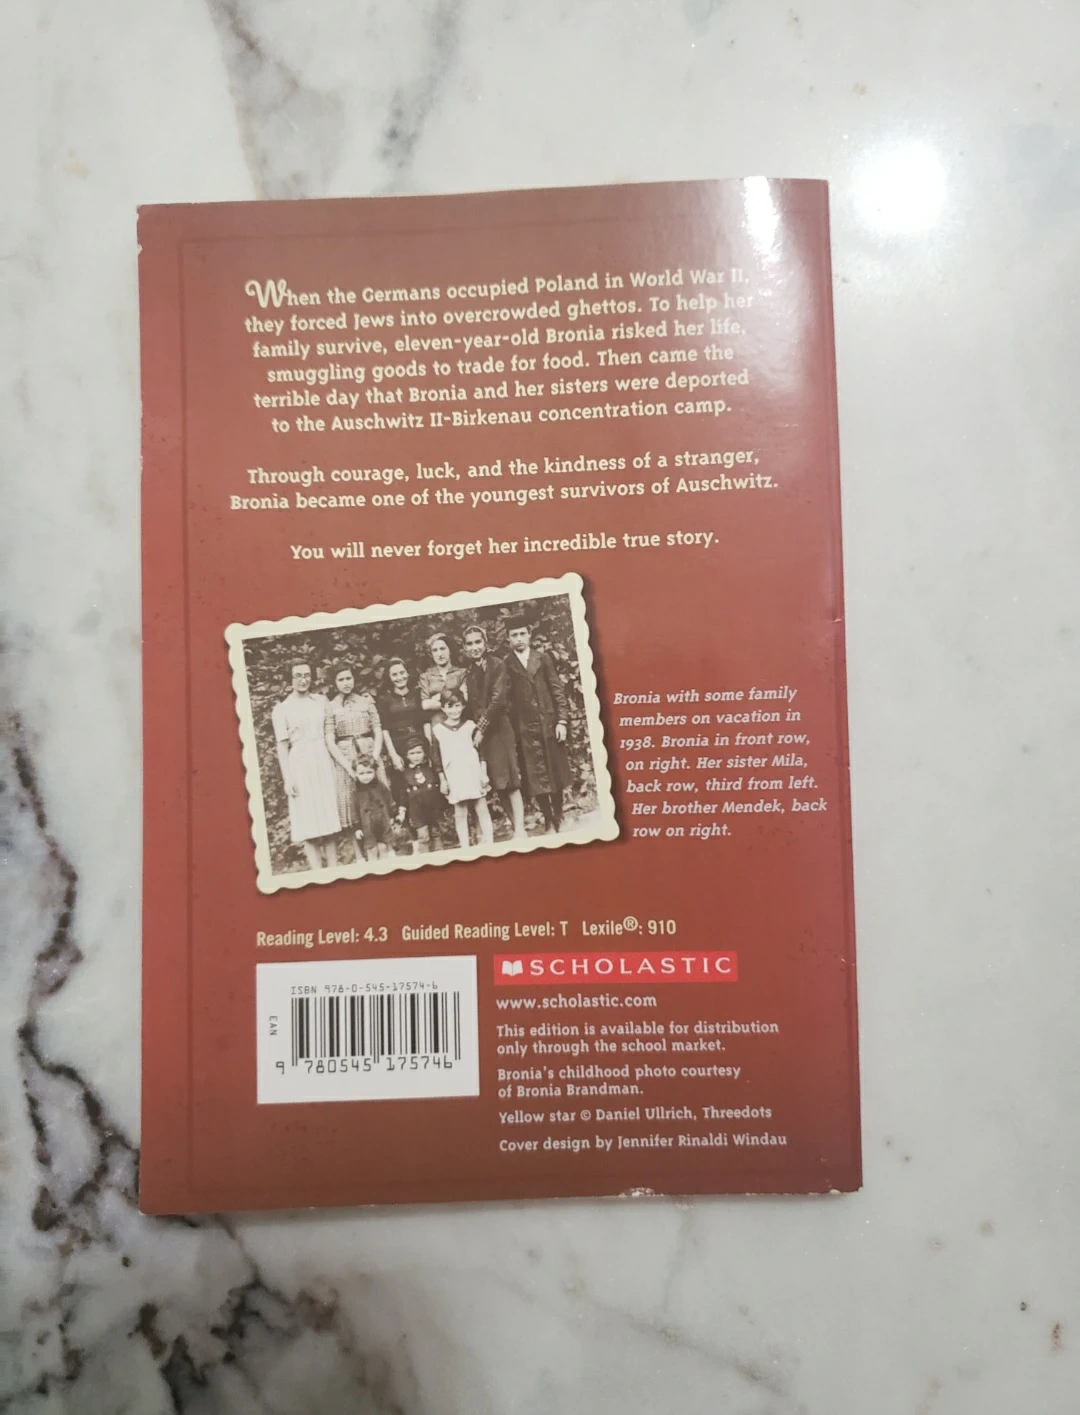 When the Germans occupied Poland in World War II,
they forced Jews into overcrowded ghettos. To help her
family survive, eleven-year-old Bronia risked her life,
smuggling goods to trade for food. Then came the
terrible day that Bronia and her sisters were deported
to the Auschwitz II-Birkenau concentration camp.
Through courage, luck, and the kindness of a stranger,
Bronia became one of the youngest survivors of Auschwitz.
You will never forget her incredible true story.
Bronia with some family
members on vacation in
1938. Bronia in front row,
on right. Her sister Mila,
back row, third from left.
Her brother Mendek, back
row on right.
Reading Level: 4.3 Guided Reading Level: T Lexile®: 910
ISBN 978-0-545-17574-6
EAN
9 780545 175746
SCHOLASTIC
www.scholastic.com
This edition is available for distribution
only through the school market.
Bronia's childhood photo courtesy
of Bronia Brandman.
Yellow star © Daniel Ullrich, Threedots
Cover design by Jennifer Rinaldi Windau